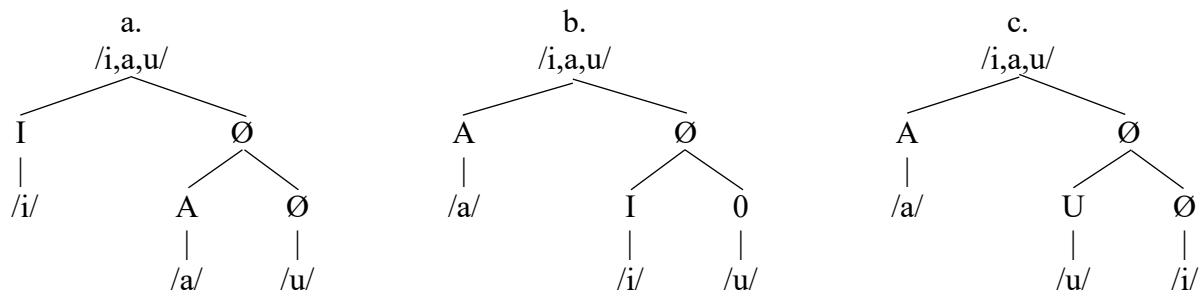 a. b. c.
/i,a,u/ /i,a,u/ /i,a,u/
I Ø A Ø A Ø
/i/ A Ø /a/ I 0 /a/ U Ø
/a/ /u/ /i/ /u/ /u/ /i/